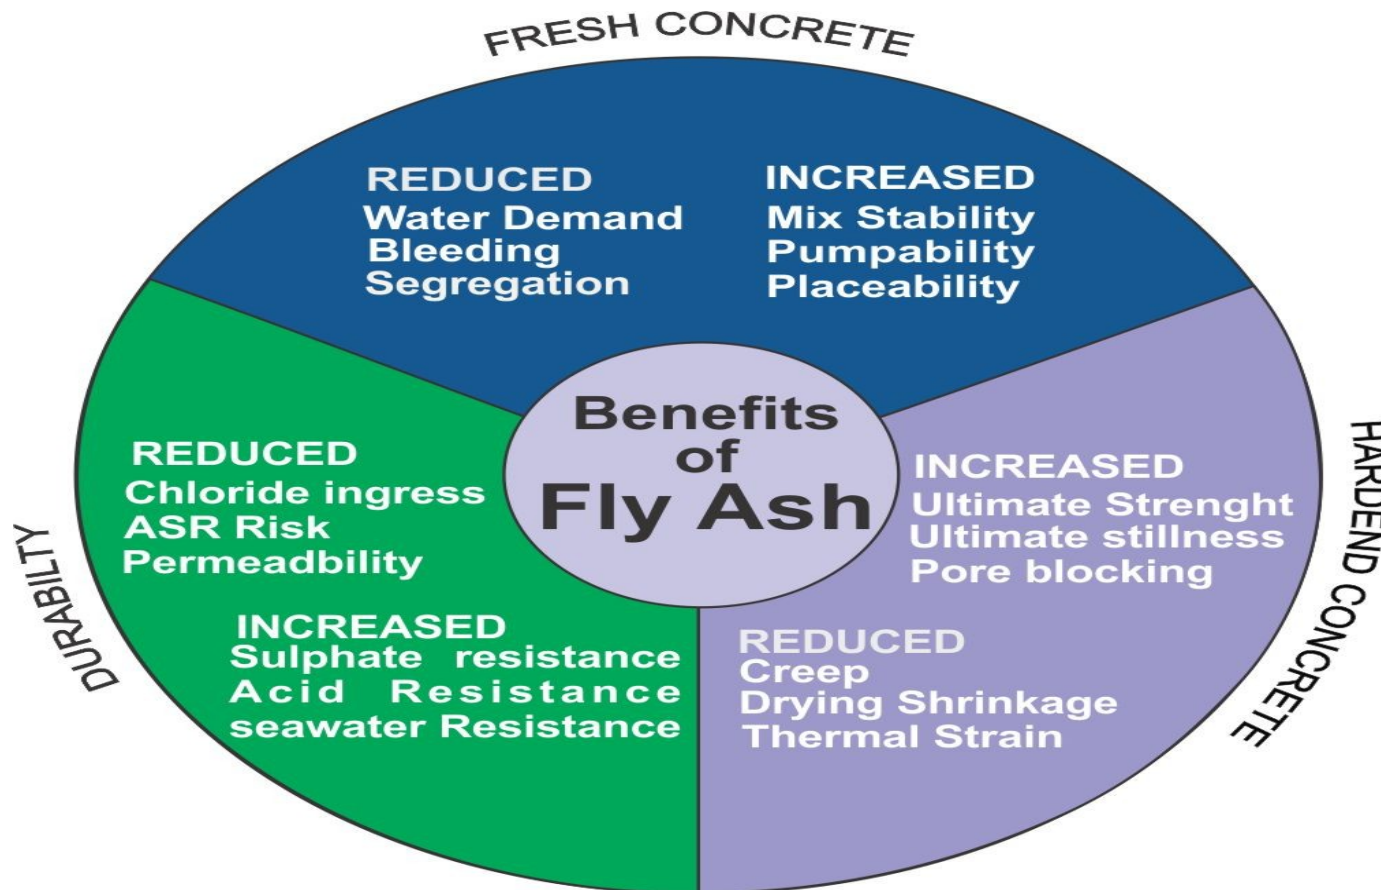 FRESH CONCRETE
REDUCED
Water Demand
Bleeding
Segregation
INCREASED
Mix Stability
Pumpability
Placeability
Benefits
of
Fly Ash
REDUCED
Chloride ingress
ASR Risk
Permeadbility
INCREASED
Sulphate resistance
Acid Resistance
seawater Resistance
DURABILTY
INCREASED
Ultimate Strenght
Ultimate stillness
Pore blocking
REDUCED
Creep
Drying Shrinkage
Thermal Strain
HARDEND CONCRETE